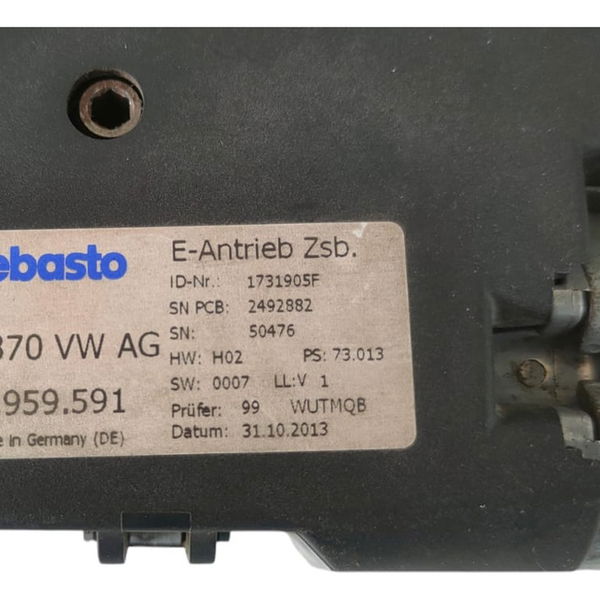 ebasto
E-Antrieb Zsb.
ID-Nr.: 1731905F
SN PCB: 2492882
SN: 50476
370 VW AG
HW: H02 PS: 73.013
SW: 0007 LL:V 1
959.591
Prüfer: 99 WUTMQB
e in Germany (DE)
Datum: 31.10.2013